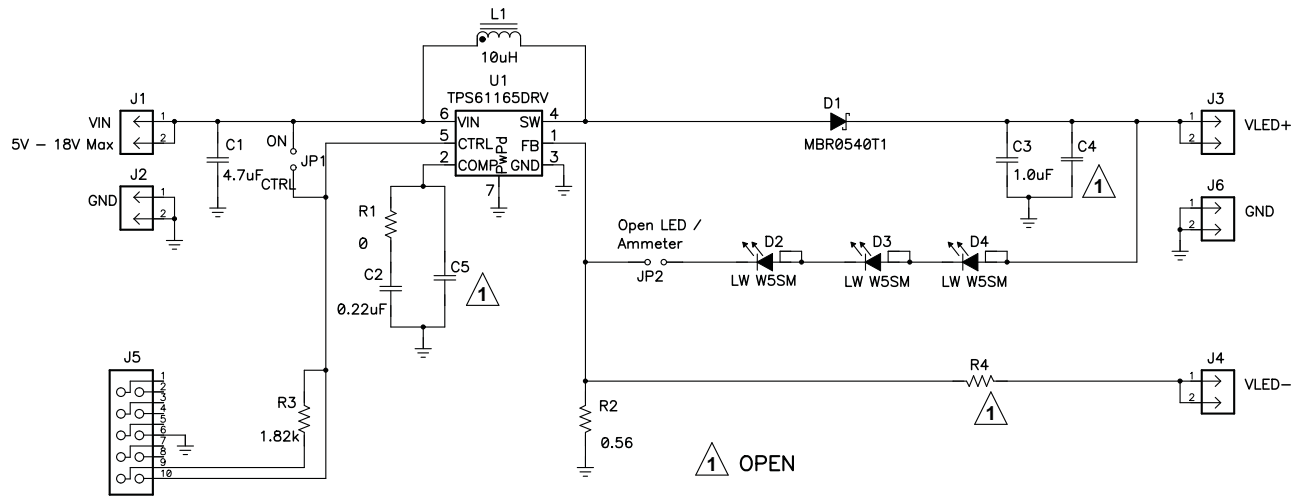 L1
10uH
U1
TPS61165DRV
J1
VIN
5V – 18V Max
1
2
C1
4.7uF
ON
JP1
CTRL
6 VIN SW 4
5 CTRL FB 1
2 COMP GND 3
PwPd
7
D1
MBR0540T1
C3
1.0uF
C4
1
J3
1
2
VLED+
J2
GND
1
2
R1
0
C2
0.22uF
C5
1
Open LED /
Ammeter
JP2
D2
LW W5SM
D3
LW W5SM
D4
LW W5SM
J6
1
2
GND
J5
1
2
3
4
5
6
7
8
9
10
R3
1.82k
R2
0.56
R4
1
J4
1
2
VLED–
1 OPEN